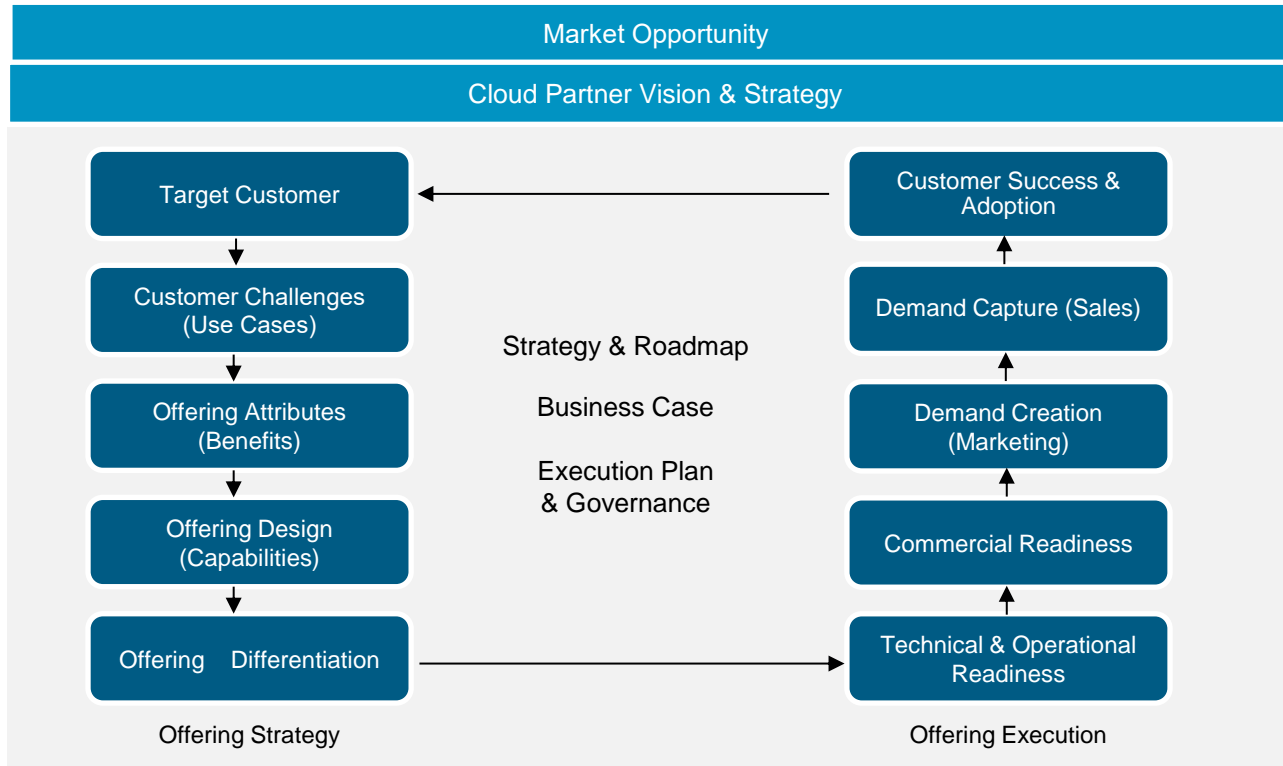 Market Opportunity
Cloud Partner Vision & Strategy
Target Customer
Customer Challenges
(Use Cases)
Offering Attributes
(Benefits)
Offering Design
(Capabilities)
Offering Differentiation
Offering Strategy
Strategy & Roadmap
Business Case
Execution Plan
& Governance
Customer Success &
Adoption
Demand Capture (Sales)
Demand Creation
(Marketing)
Commercial Readiness
Technical & Operational
Readiness
Offering Execution